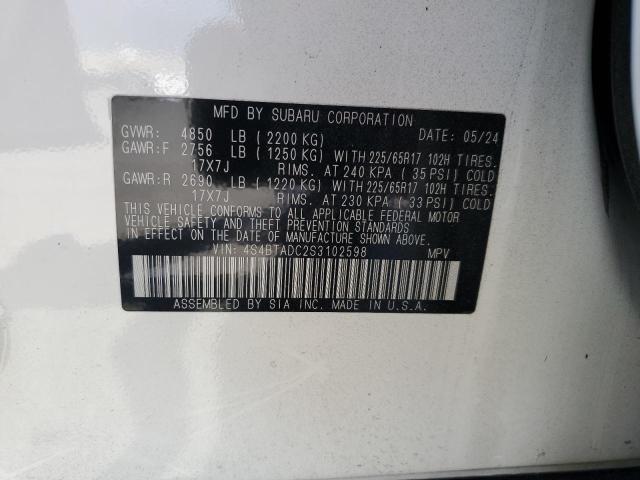 MFD BY SUBARU CORPORATION
GVWR: 4850 LB (2200 KG) DATE: 05/24
GAWR:F 2756 LB (1250 KG) WITH 225/65R17 102H TIRES.
17X7J RIMS. AT 240 KPA (35 PSI) COLD
GAWR:R 2690 LB (1220 KG) WITH 225/65R17 102H TIRES.
17X7J RIMS. AT 230 KPA (33 PSI) COLD
THIS VEHICLE CONFORMS TO ALL APPLICABLE FEDERAL MOTOR
VEHICLE SAFETY AND THEFT PREVENTION STANDARDS
IN EFFECT ON THE DATE OF MANUFACTURE SHOWN ABOVE.
VIN: 4S4BTADC2S3102598 MPV
ASSEMBLED BY SIA INC. MADE IN U.S.A.